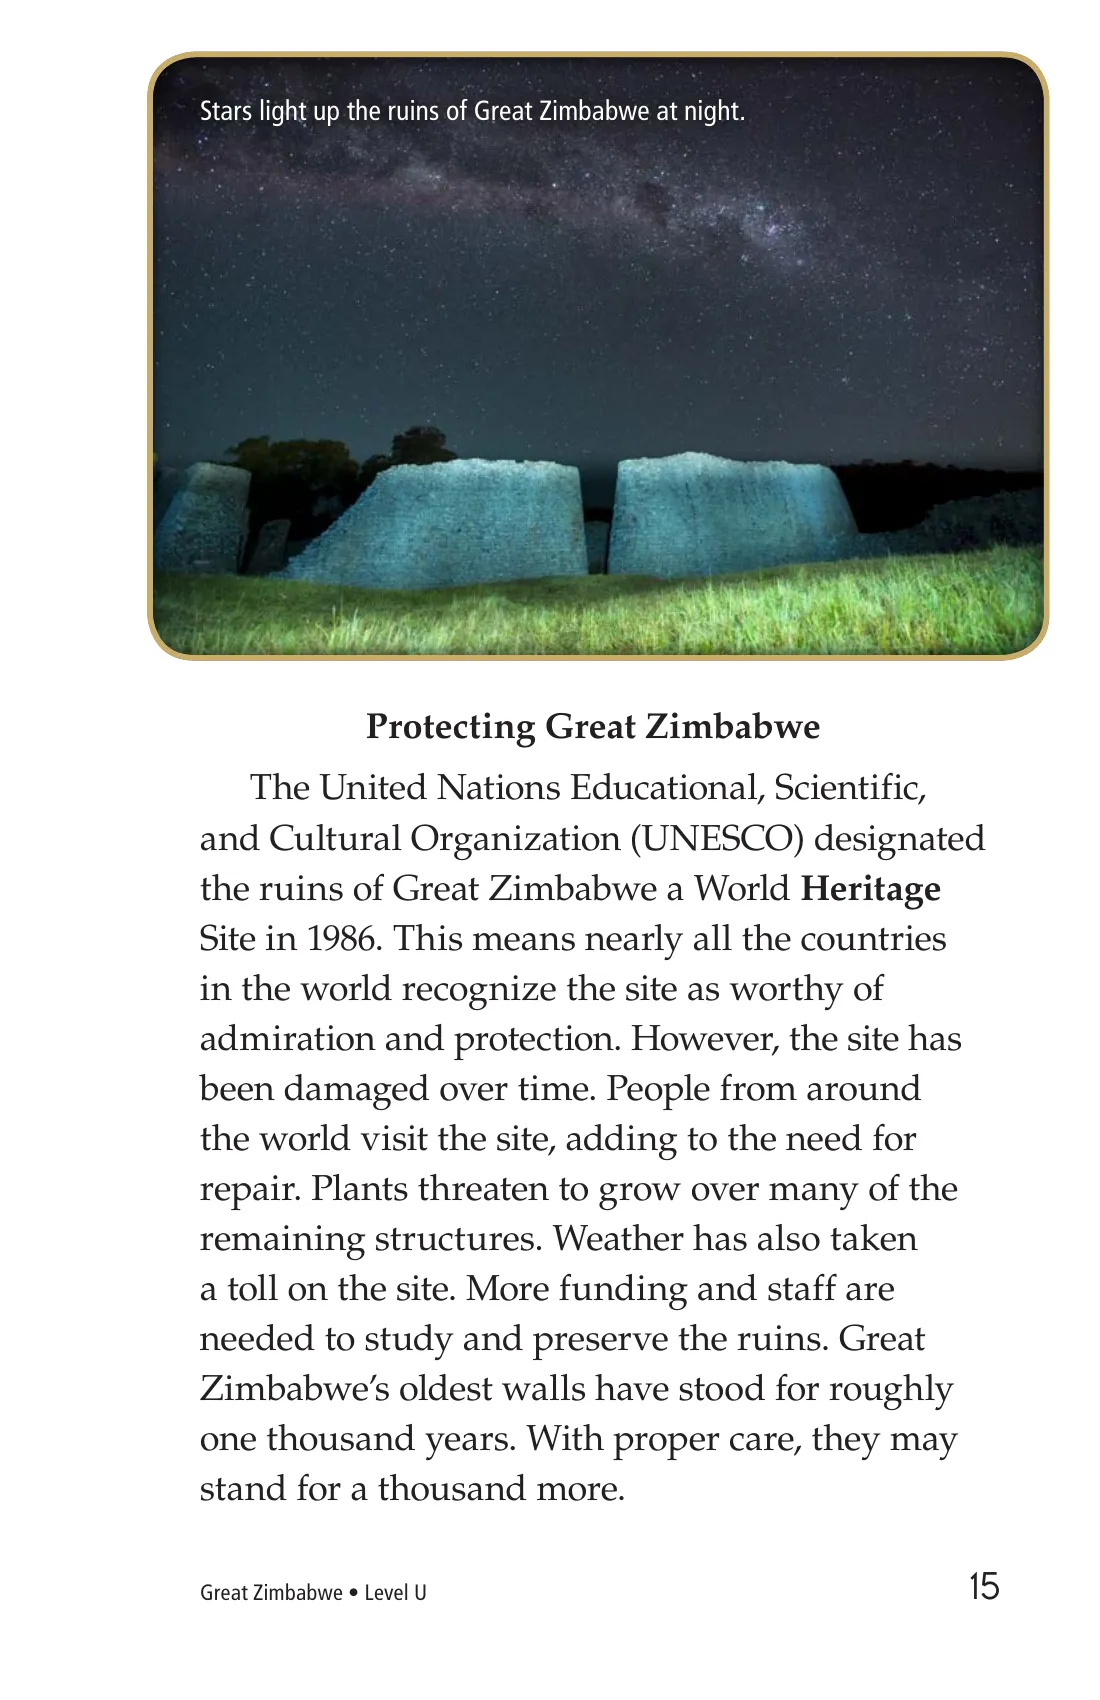 Stars light up the ruins of Great Zimbabwe at night.
Protecting Great Zimbabwe
The United Nations Educational, Scientific,
and Cultural Organization (UNESCO) designated
the ruins of Great Zimbabwe a World Heritage
Site in 1986. This means nearly all the countries
in the world recognize the site as worthy of
admiration and protection. However, the site has
been damaged over time. People from around
the world visit the site, adding to the need for
repair. Plants threaten to grow over many of the
remaining structures. Weather has also taken
a toll on the site. More funding and staff are
needed to study and preserve the ruins. Great
Zimbabwe’s oldest walls have stood for roughly
one thousand years. With proper care, they may
stand for a thousand more.
Great Zimbabwe • Level U
15